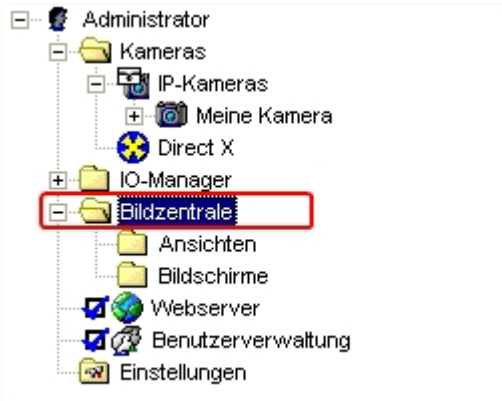 Administrator
Kameras
IP-Kameras
Meine Kamera
Direct X
IO-Manager
Bildzentrale
Ansichten
Bildschirme
Webserver
Benutzerverwaltung
Einstellungen